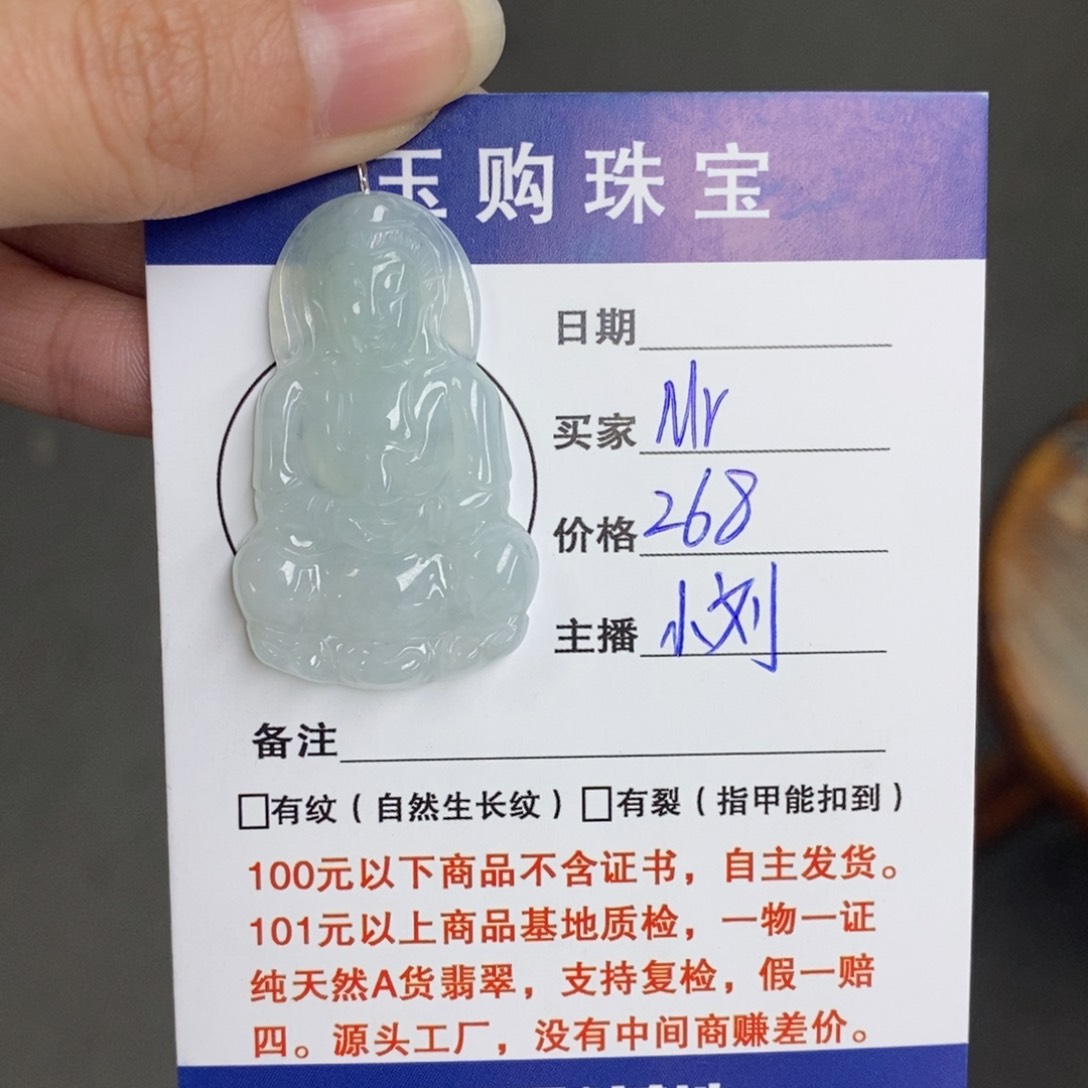 玉购珠宝
日期
买家 Mr
价格 268
主播 小刘
备注
□有纹（自然生长纹）□有裂（指甲能扣到）
100元以下商品不含证书，自主发货。
101元以上商品基地质检，一物一证
纯天然A货翡翠，支持复检，假一赔
四。源头工厂，没有中间商赚差价。